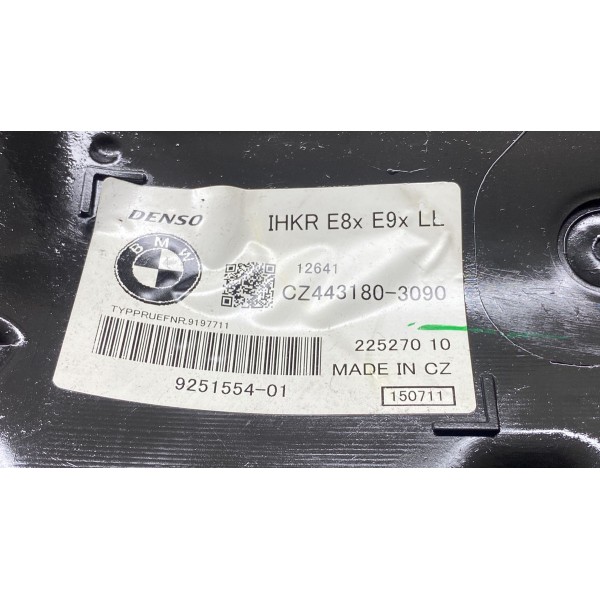 DENSO
IHKR E8x E9x LL
BMW
12641
CZ443180-3090
TYPPRUEFNR.9197711
225270 10
9251554-01
MADE IN CZ
150711